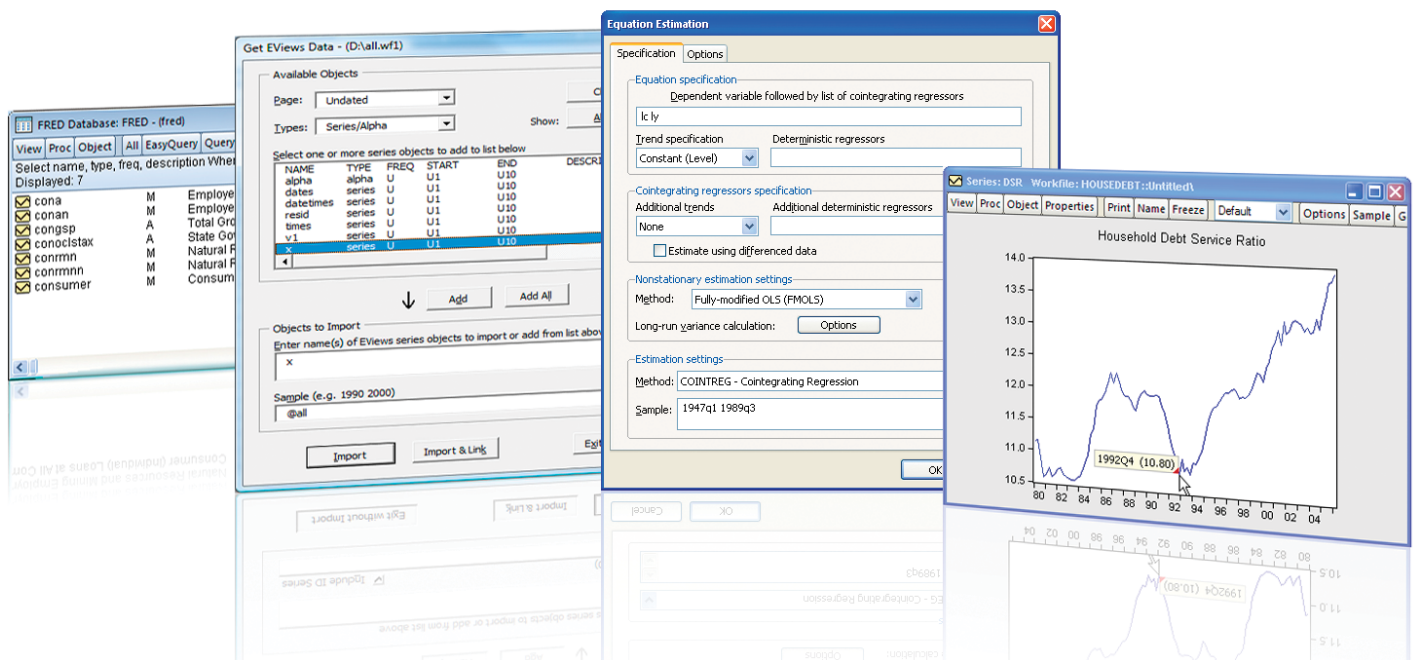 FRED Database: FRED - (fred)
View Proc Object All EasyQuery Query
Select name, type, freq, description Wher
Displayed: 7
cona M Employe
conan M Employe
congsp A Total Gro
conoclstax A State Gov
conrmn M Natural R
conrmnn M Natural R
consumer M Consum
Get EViews Data - (D:\all.wf1)
Available Objects
Page: Undated
Types: Series/Alpha
Show:
Select one or more series objects to add to list below
NAME TYPE FREQ START END DESCRI
alpha alpha U U1 U10
dates series U U1 U10
datetimes series U U1 U10
resid series U U1 U10
times series U U1 U10
v1 series U U1 U10
x series U U1 U10
Add Add All
Objects to Import
Enter name(s) of EViews series objects to import or add from list above
x
Sample (e.g. 1990 2000)
@all
Import Import & Link Exit
Equation Estimation
Specification Options
Equation specification
Dependent variable followed by list of cointegrating regressors
lc ly
Trend specification Deterministic regressors
Constant (Level)
Cointegrating regressors specification
Additional trends Additional deterministic regressors
None
Estimate using differenced data
Nonstationary estimation settings
Method: Fully-modified OLS (FMOLS)
Long-run variance calculation: Options
Estimation settings
Method: COINTREG - Cointegrating Regression
Sample: 1947q1 1989q3
OK
Series: DSR Workfile: HOUSEDEBT::Untitled\
View Proc Object Properties Print Name Freeze Default Options Sample G
Household Debt Service Ratio
14.0
13.5
13.0
12.5
12.0
11.5
11.0
10.5
1992Q4 (10.80)
80 82 84 86 88 90 92 94 96 98 00 02 04